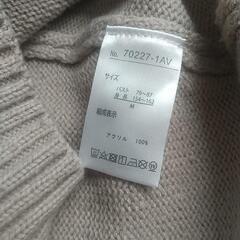 No. 70227-1AV
サイズ
バスト 79～87
身長 154～162
M
組成表示
アクリル 100%